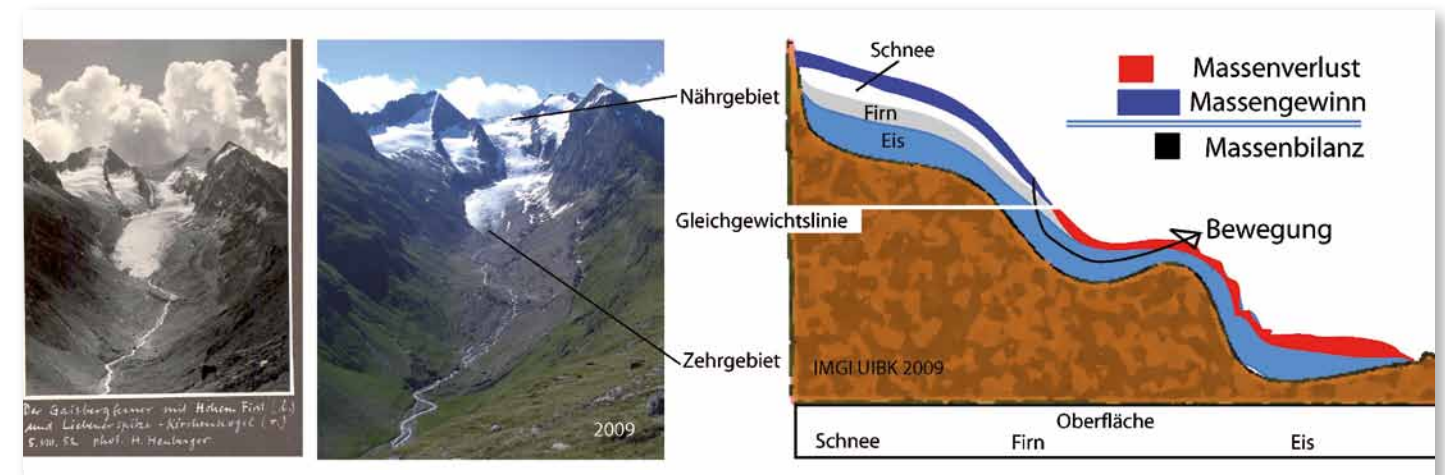 Der Gaisbergferner mit Hohem First (l.)
und Liebenerspitze - Kirchenkogel (r.)
5.VIII.52 phot. H. Heuberger
2009
Nährgebiet
Gleichgewichtslinie
Zehrgebiet
Schnee
Firn
Eis
Massenverlust
Massengewinn
Massenbilanz
Bewegung
IMGI UIBK 2009
Oberfläche
Schnee Firn Eis